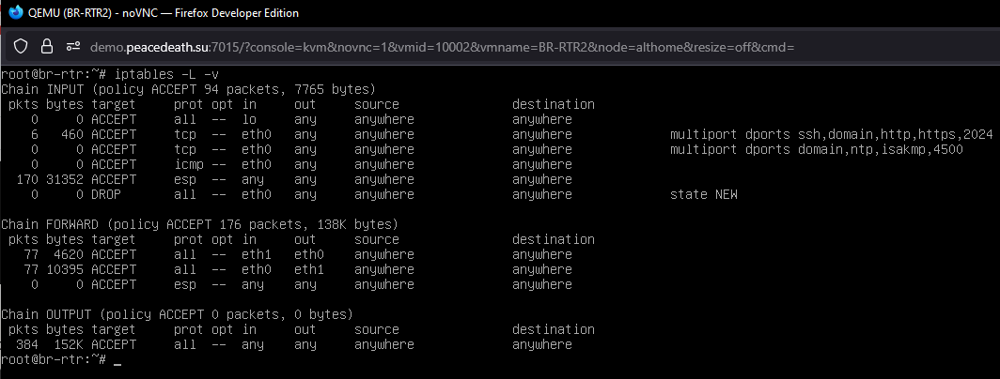 QEMU (BR-RTR2) - noVNC — Firefox Developer Edition
demo.peacedeath.su:7015/?console=kvm&novnc=1&vmid=10002&vmname=BR-RTR2&node=althome&resize=off&cmd=
root@br-rtr:~# iptables -L -v
Chain INPUT (policy ACCEPT 94 packets, 7765 bytes)
pkts bytes target prot opt in out source destination
0 0 ACCEPT all -- lo any anywhere anywhere
6 460 ACCEPT tcp -- eth0 any anywhere anywhere multiport dports ssh,domain,http,https,2024
0 0 ACCEPT tcp -- eth0 any anywhere anywhere multiport dports domain,ntp,isakmp,4500
0 0 ACCEPT icmp -- eth0 any anywhere anywhere
170 31352 ACCEPT esp -- any any anywhere anywhere
0 0 DROP all -- eth0 any anywhere anywhere state NEW
Chain FORWARD (policy ACCEPT 176 packets, 138K bytes)
pkts bytes target prot opt in out source destination
77 4620 ACCEPT all -- eth1 eth0 anywhere anywhere
77 10395 ACCEPT all -- eth0 eth1 anywhere anywhere
0 0 ACCEPT esp -- any any anywhere anywhere
Chain OUTPUT (policy ACCEPT 0 packets, 0 bytes)
pkts bytes target prot opt in out source destination
384 152K ACCEPT all -- any any anywhere anywhere
root@br-rtr:~# _